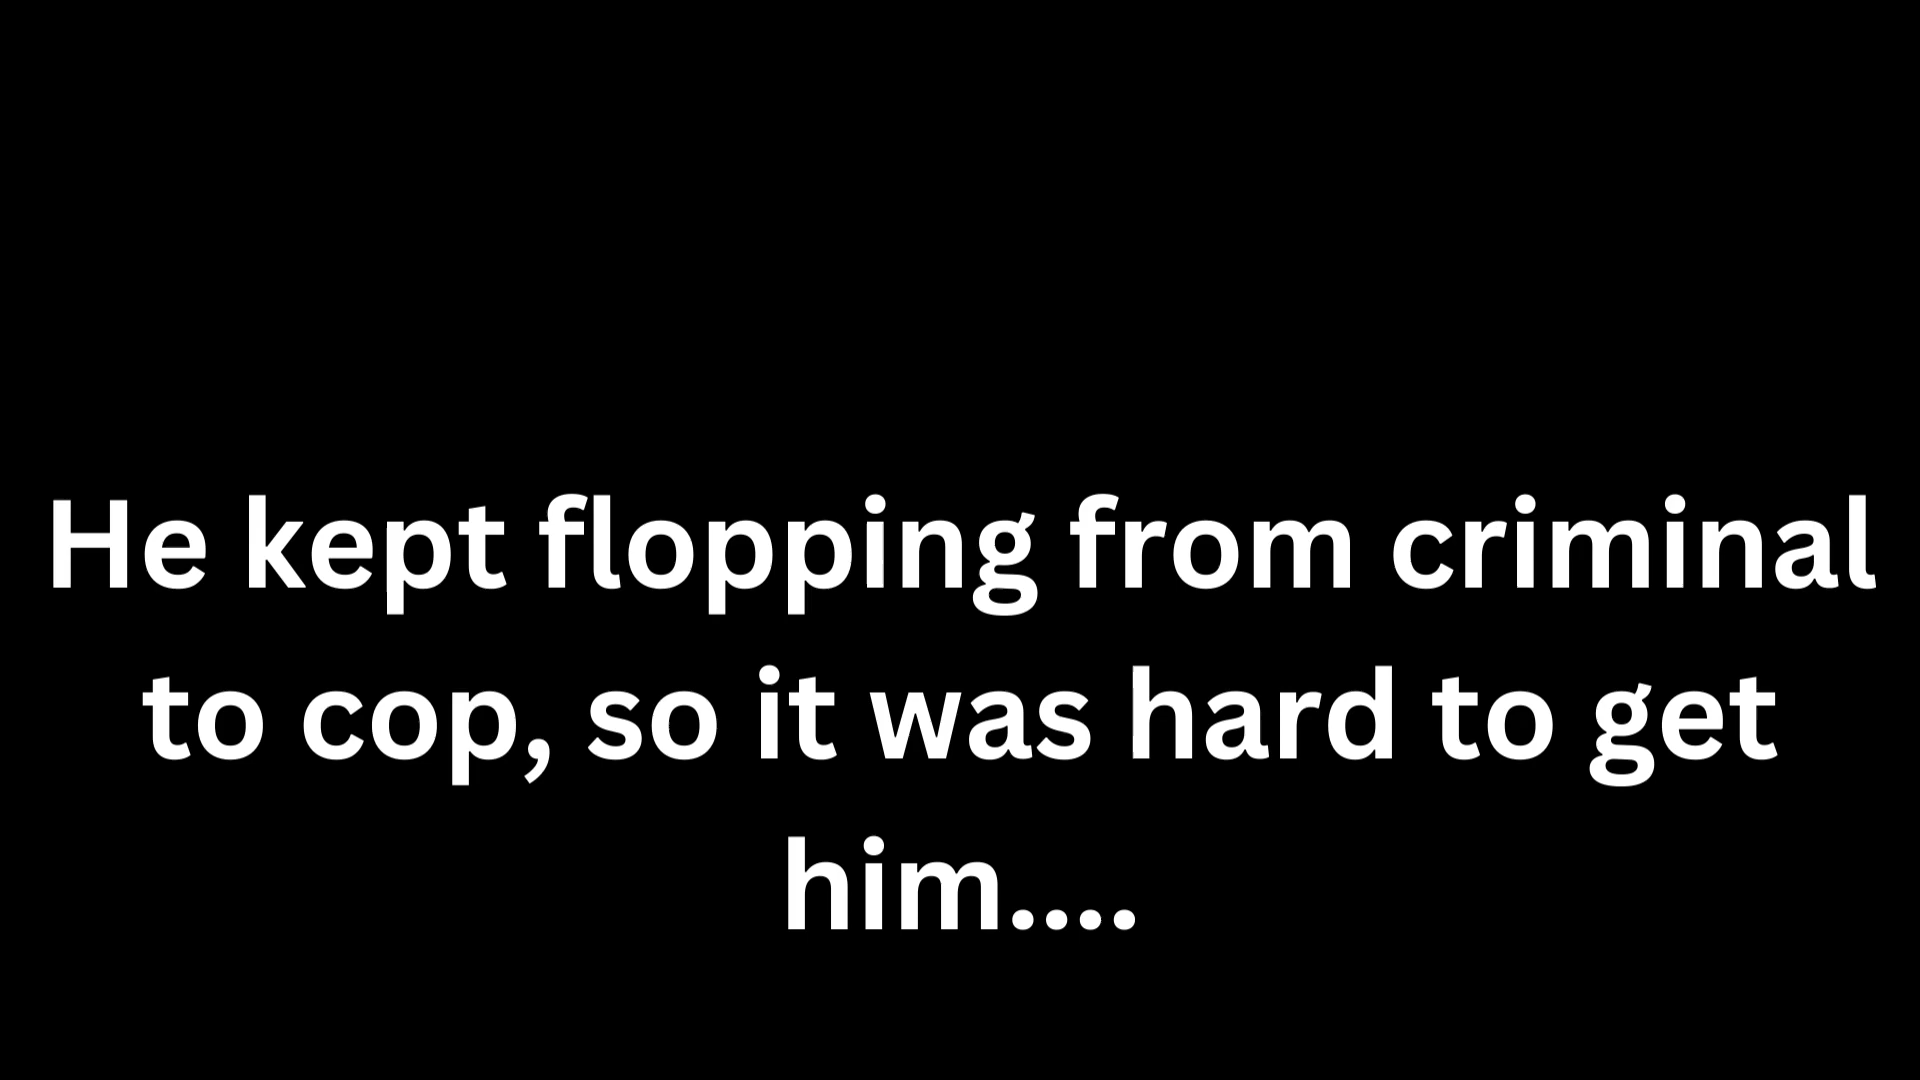 He kept flopping from criminal
to cop, so it was hard to get
him....